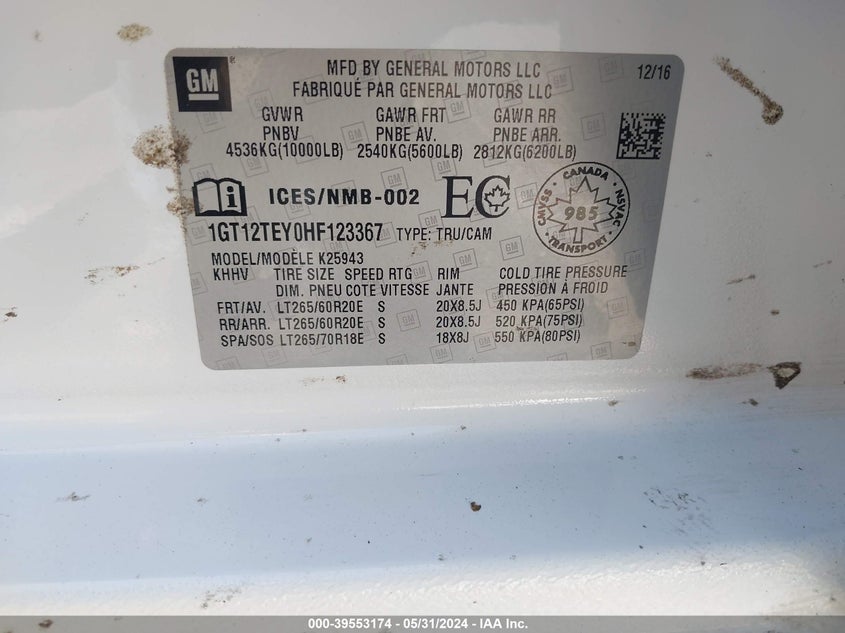 GM
MFD BY GENERAL MOTORS LLC 12/16
FABRIQUÉ PAR GENERAL MOTORS LLC
GVWR GAWR FRT GAWR RR
PNBV PNBE AV. PNBE ARR.
4536KG(10000LB) 2540KG(5600LB) 2812KG(6200LB)
ICES/NMB-002 EC
CANADA
CMVSS 985 NSVAC
TRANSPORT
1GT12TEY0HF123367 TYPE: TRU/CAM
MODEL/MODÈLE K25943
KHHV TIRE SIZE SPEED RTG RIM COLD TIRE PRESSURE
DIM. PNEU COTE VITESSE JANTE PRESSION À FROID
FRT/AV. LT265/60R20E S 20X8.5J 450 KPA(65PSI)
RR/ARR. LT265/60R20E S 20X8.5J 520 KPA(75PSI)
SPA/SOS LT265/70R18E S 18X8J 550 KPA(80PSI)
000-39553174 / 05/31/2024 - IAA Inc.